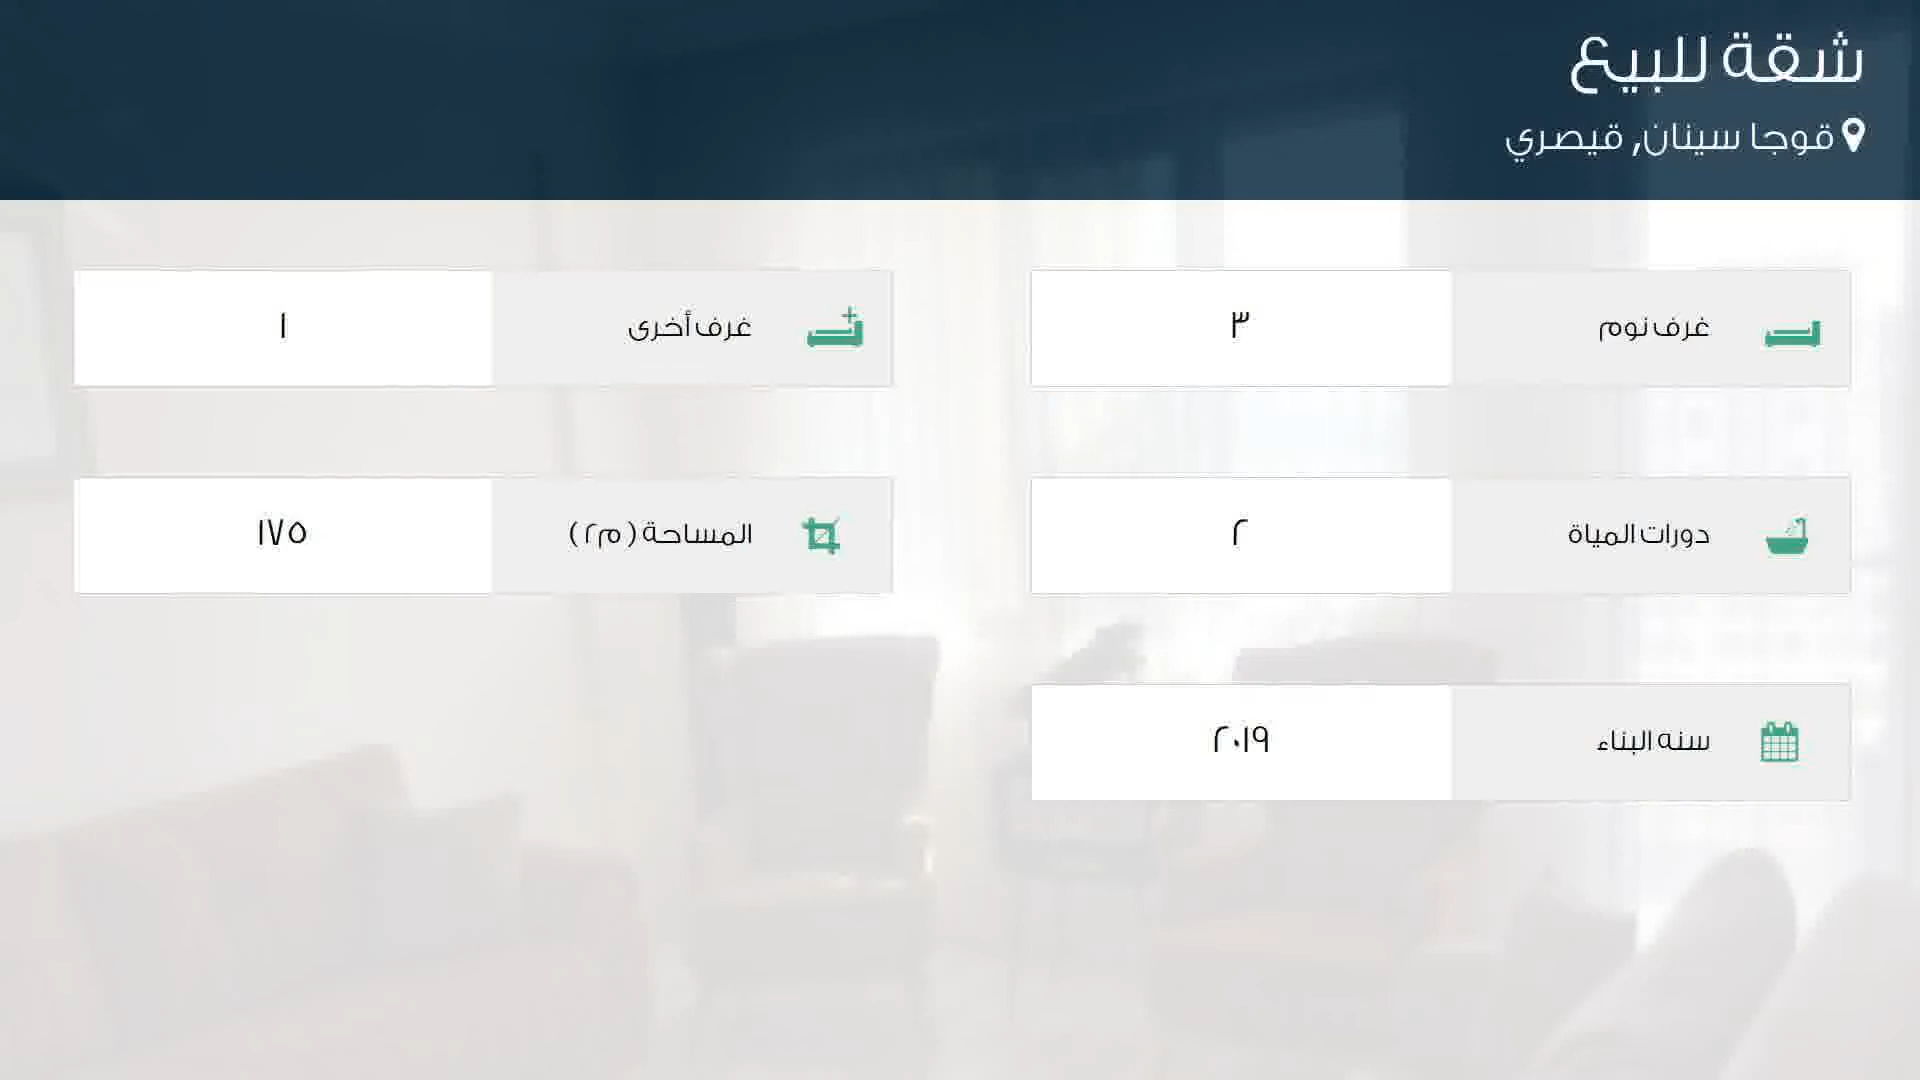 شقة للبيع
قوجا سينان, قيصري
غرف نوم ٣
غرف أخرى ١
دورات المياة ٢
المساحة (م٢) ١٧٥
سنه البناء ٢٠١٩